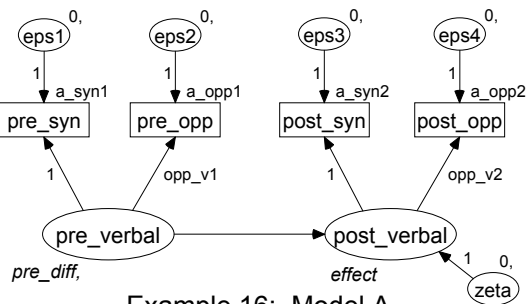 0, 0, 0, 0,
eps1 eps2 eps3 eps4
1 1 1 1
a_syn1 a_opp1 a_syn2 a_opp2
pre_syn pre_opp post_syn post_opp
1 opp_v1 1 opp_v2
pre_verbal post_verbal
pre_diff, effect 1 0,
zeta
Example 16: Model A